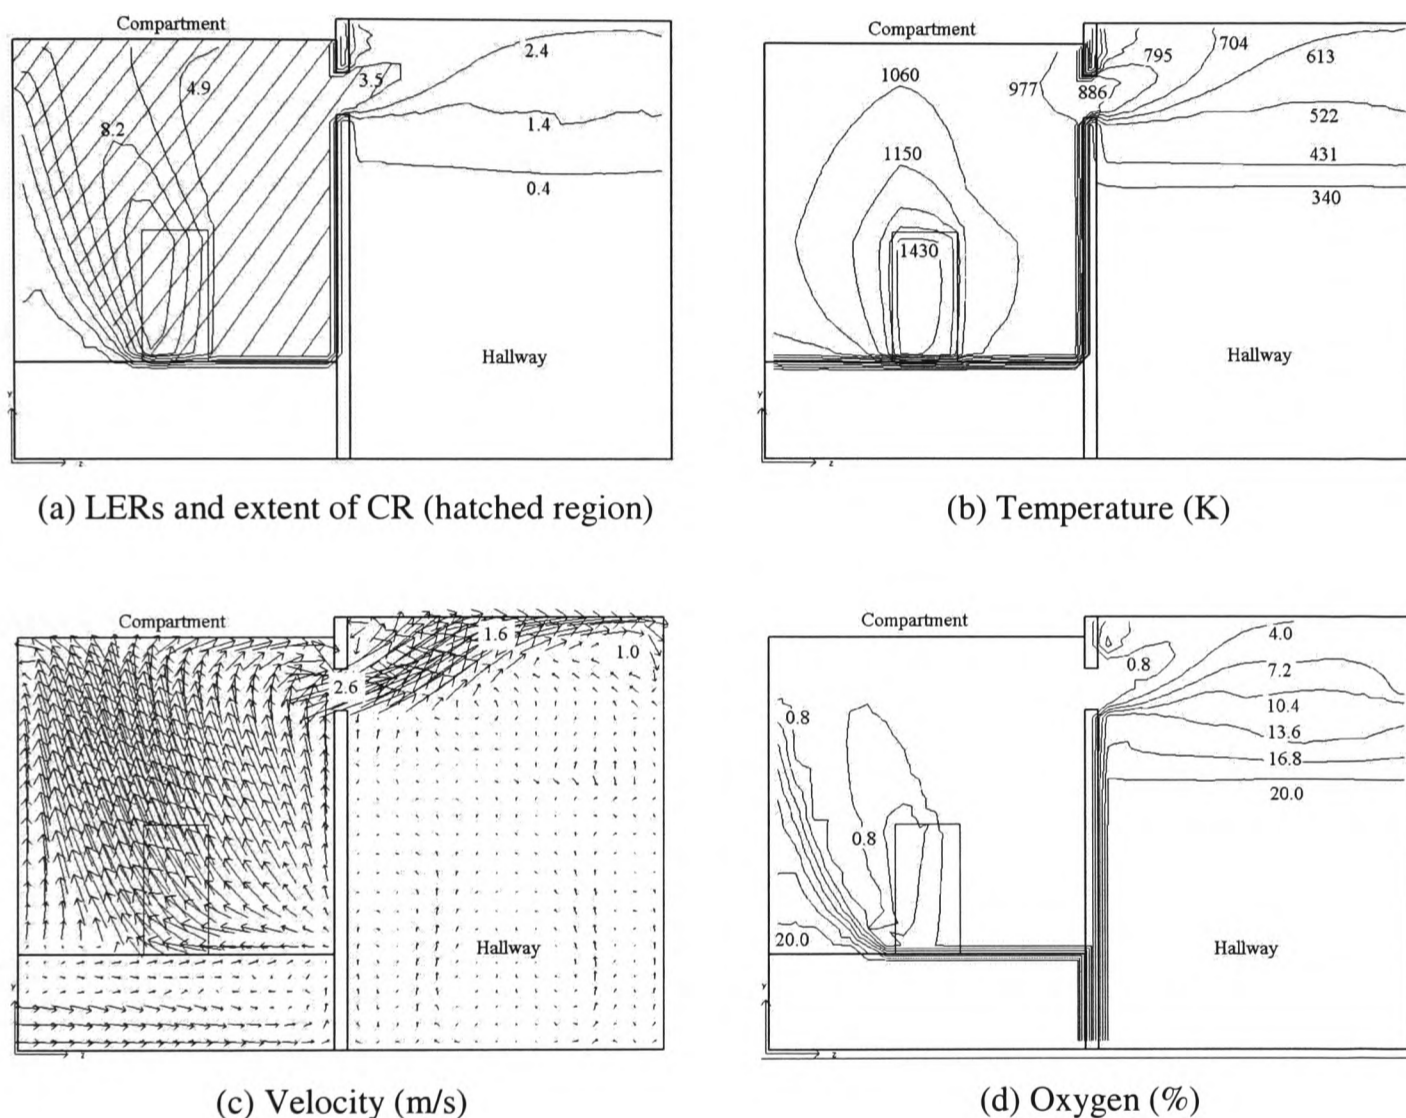 Compartment
2.4
4.9
3.5
8.2
1.4
0.4
Hallway
Y
z
(a) LERs and extent of CR (hatched region)
Compartment
1060
977
795
704
613
886
522
1150
431
340
1430
Hallway
Y
z
(b) Temperature (K)
Compartment
1.6
1.0
2.6
Hallway
Y
z
(c) Velocity (m/s)
Compartment
4.0
0.8
7.2
0.8
10.4
13.6
16.8
20.0
0.8
20.0
Hallway
Y
z
(d) Oxygen (%)